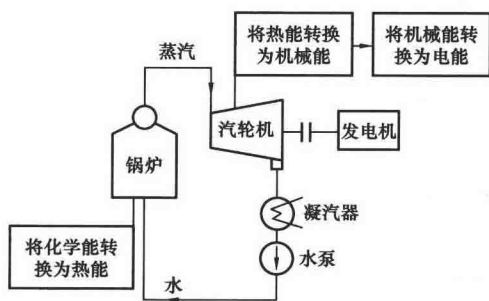 将热能转换
为机械能
将机械能转
换为电能
蒸汽
汽轮机
发电机
锅炉
凝汽器
将化学能转
换为热能
水泵
水